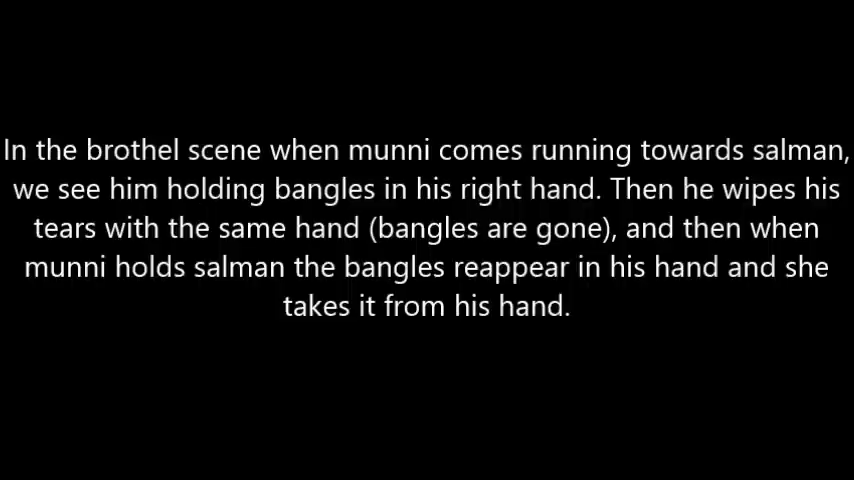 In the brothel scene when munni comes running towards salman,
we see him holding bangles in his right hand. Then he wipes his
tears with the same hand (bangles are gone), and then when
munni holds salman the bangles reappear in his hand and she
takes it from his hand.